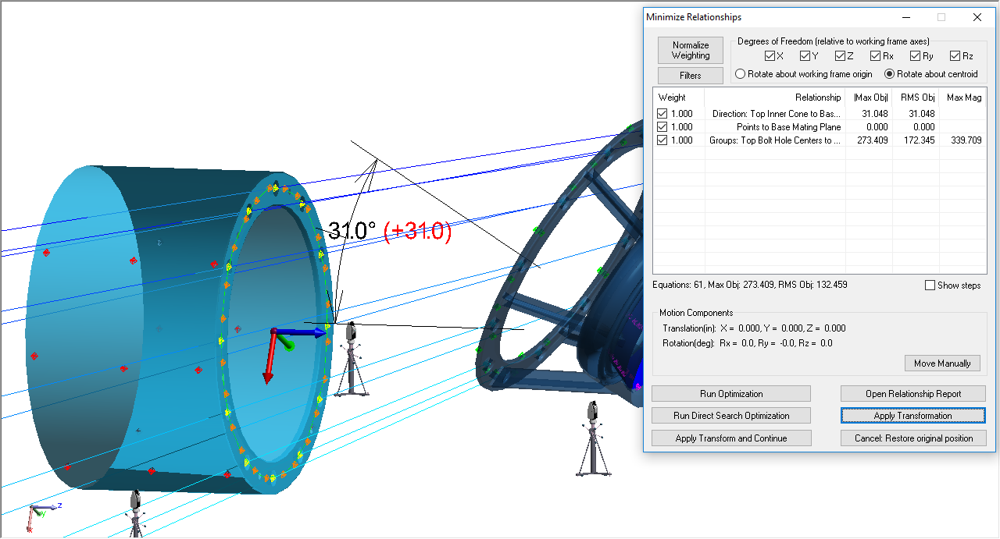 Minimize Relationships
Normalize
Weighting
Filters
Degrees of Freedom (relative to working frame axes)
X Y Z Rx Ry Rz
Rotate about working frame origin Rotate about centroid
Weight Relationship |Max Obj| RMS Obj Max Mag
1.000 Direction: Top Inner Cone to Bas... 31.048 31.048
1.000 Points to Base Mating Plane 0.000 0.000
1.000 Groups: Top Bolt Hole Centers to ... 273.409 172.345 339.709
31.0° (+31.0)
Equations: 61, Max Obj: 273.409, RMS Obj: 132.459
Show steps
Motion Components
Translation(in): X = 0.000, Y = 0.000, Z = 0.000
Rotation(deg): Rx = 0.0, Ry = -0.0, Rz = 0.0
Move Manually
Run Optimization Open Relationship Report
Run Direct Search Optimization Apply Transformation
Apply Transform and Continue Cancel: Restore original position
z
y
x